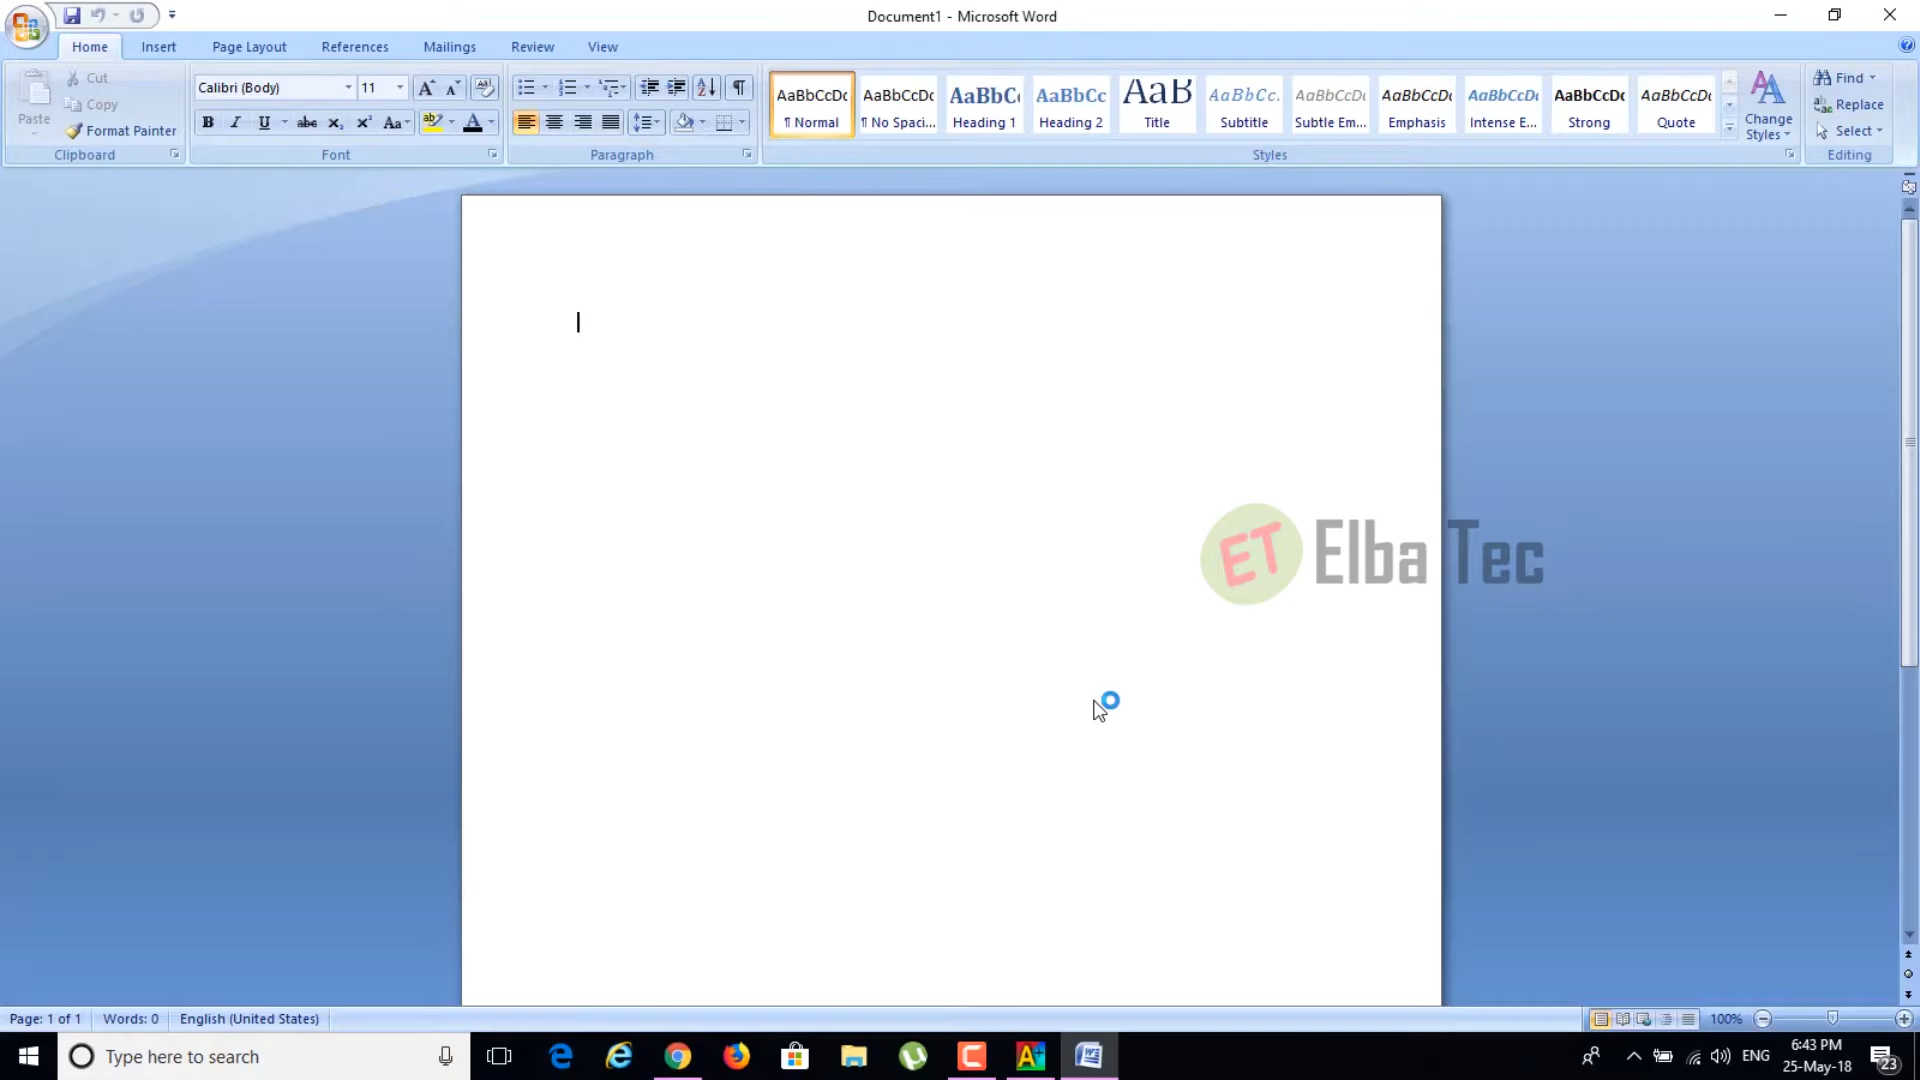 Document1 - Microsoft Word
Home Insert Page Layout References Mailings Review View
Paste
Cut
Copy
Format Painter
Clipboard
Calibri (Body) 11
B I U abc x₂ x² Aa ab A
Font
Paragraph
AaBbCcDc AaBbCcDc AaBbC AaBbCc AaB AaBbCc. AaBbCcDc AaBbCcDc AaBbCcDc AaBbCcDc AaBbCcDc
¶ Normal ¶ No Spaci... Heading 1 Heading 2 Title Subtitle Subtle Em... Emphasis Intense E... Strong Quote
Change Styles
Styles
Find
Replace
Select
Editing
ET Elba Tec
Page: 1 of 1 Words: 0 English (United States) 100%
Type here to search
ENG
6:43 PM
25-May-18
23